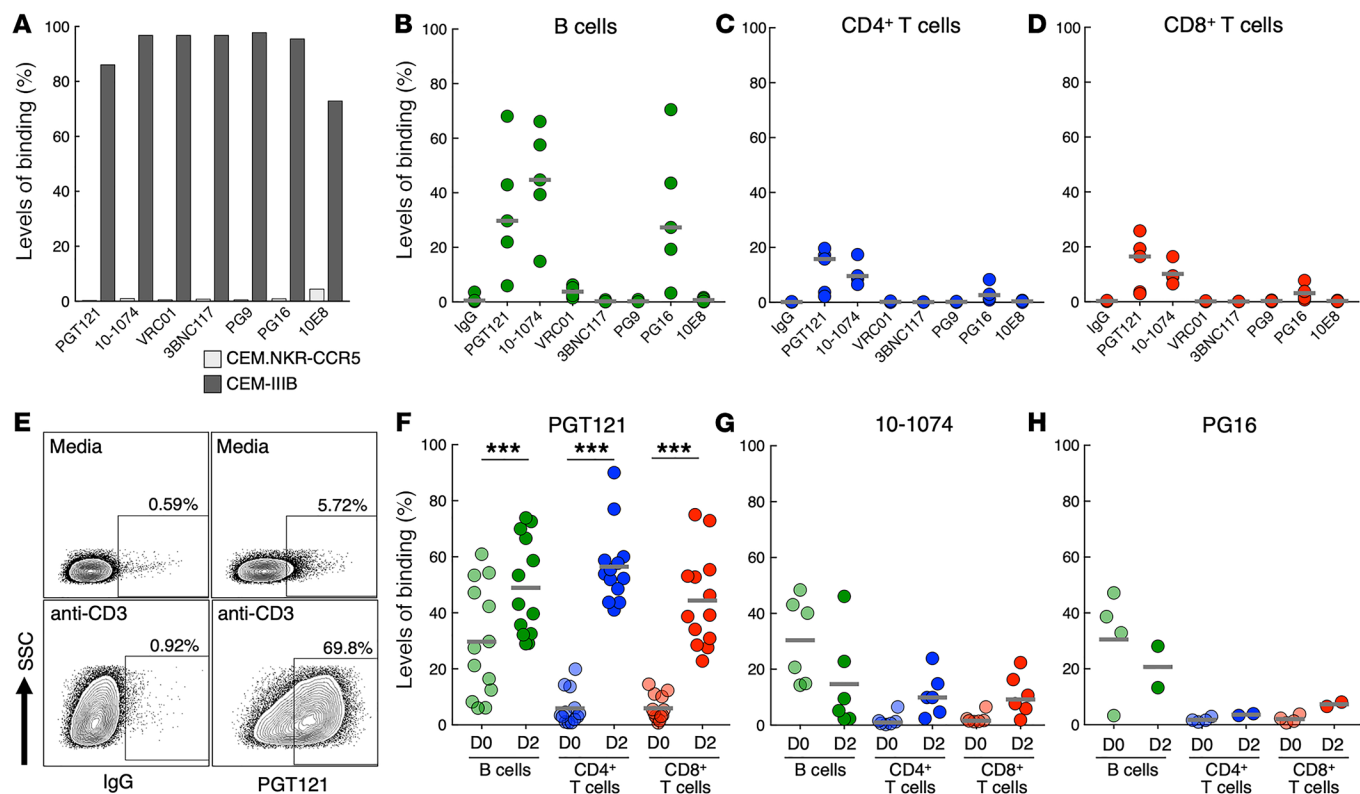 A
Levels of binding (%)
100
80
60
40
20
0
PGT121
10-1074
VRC01
3BNC117
PG9
PG16
10E8
CEM.NKR-CCR5
CEM-IIIB
B
B cells
Levels of binding (%)
100
80
60
40
20
0
IgG
PGT121
10-1074
VRC01
3BNC117
PG9
PG16
10E8
C
CD4+ T cells
100
80
60
40
20
0
IgG
PGT121
10-1074
VRC01
3BNC117
PG9
PG16
10E8
D
CD8+ T cells
100
80
60
40
20
0
IgG
PGT121
10-1074
VRC01
3BNC117
PG9
PG16
10E8
E
Media
0.59%
Media
5.72%
anti-CD3
0.92%
anti-CD3
69.8%
SSC
IgG
PGT121
F
PGT121
Levels of binding (%)
100
80
60
40
20
0
***
***
***
D0 D2 D0 D2 D0 D2
B cells
CD4+
T cells
CD8+
T cells
G
10-1074
100
80
60
40
20
0
D0 D2 D0 D2 D0 D2
B cells
CD4+
T cells
CD8+
T cells
H
PG16
100
80
60
40
20
0
D0 D2 D0 D2 D0 D2
B cells
CD4+
T cells
CD8+
T cells